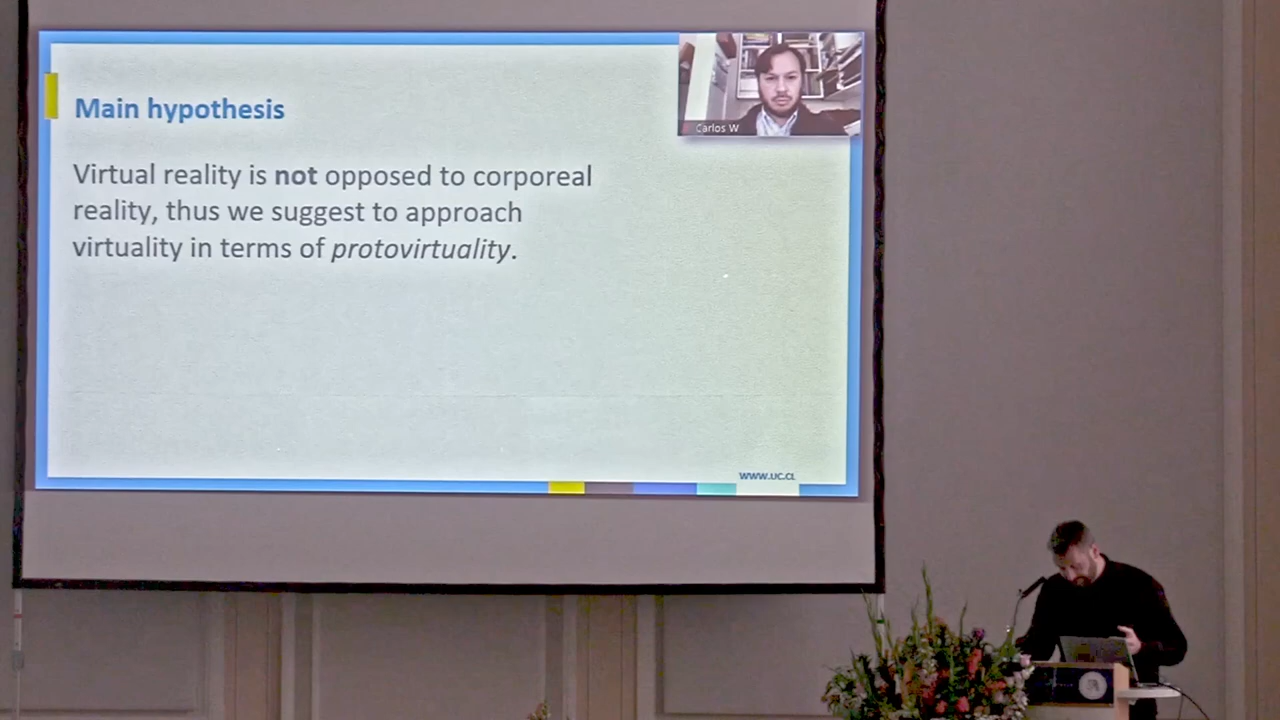 Main hypothesis
Carlos W
Virtual reality is not opposed to corporeal
reality, thus we suggest to approach
virtuality in terms of protovirtuality.
WWW.UC.CL